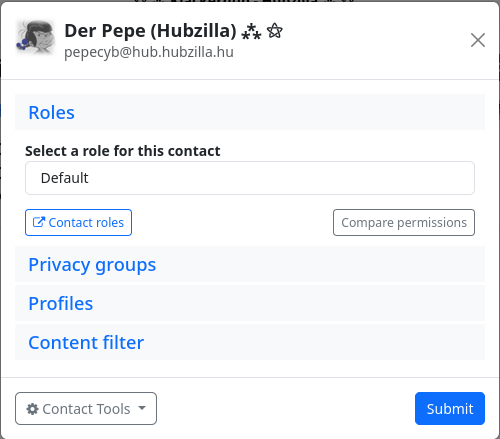 Der Pepe (Hubzilla) ⁂ ☆
pepecyb@hub.hubzilla.hu
Roles
Select a role for this contact
Default
Contact roles
Compare permissions
Privacy groups
Profiles
Content filter
Contact Tools
Submit